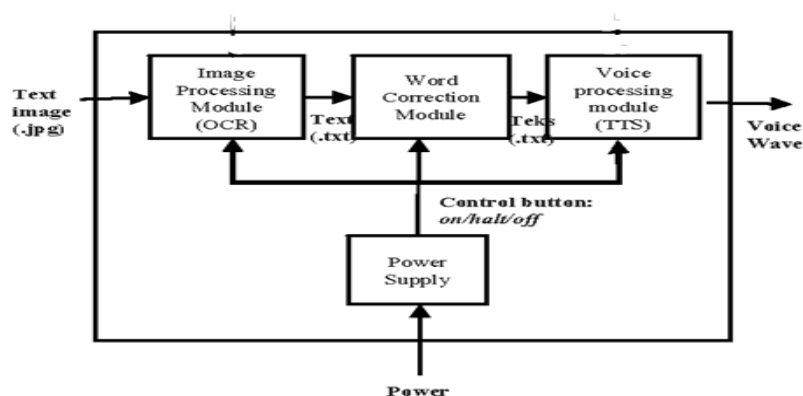 Text
image
(.jpg)
Image
Processing
Module
(OCR)
Text
(.txt)
Word
Correction
Module
Teks
(.txt)
Voice
processing
module
(TTS)
Voice
Wave
Control button:
on/halt/off
Power
Supply
Power